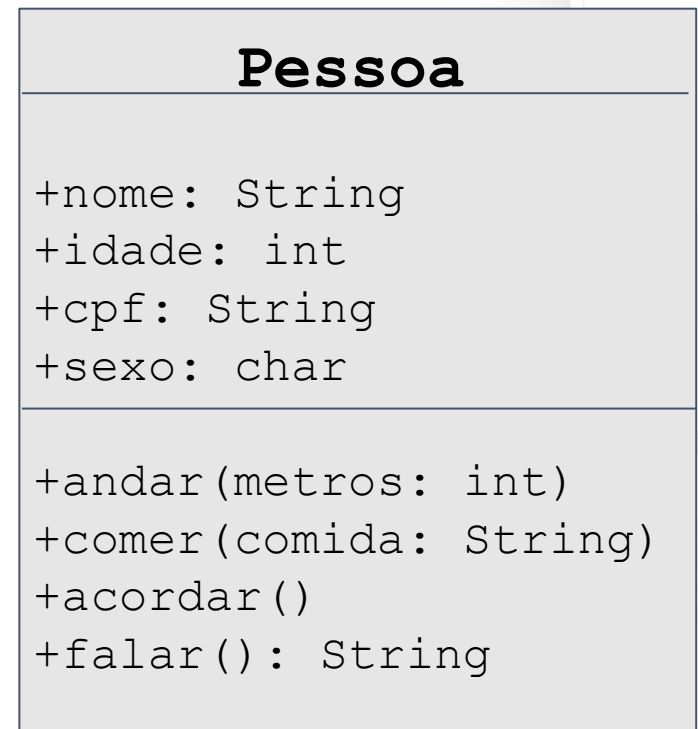 Pessoa
+nome: String
+idade: int
+cpf: String
+sexo: char
+andar(metros: int)
+comer(comida: String)
+acordar()
+falar(): String